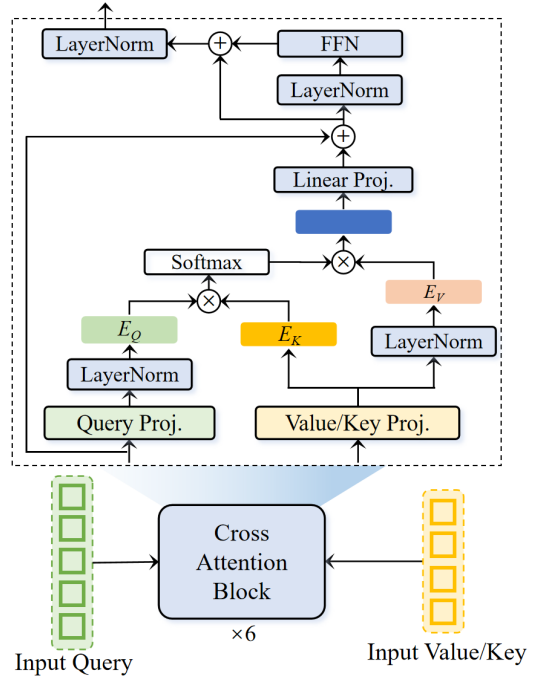 LayerNorm
+
FFN
LayerNorm
+
Linear Proj.
Softmax
×
×
E_V
E_Q
E_K
LayerNorm
LayerNorm
Query Proj.
Value/Key Proj.
Cross
Attention
Block
×6
Input Query
Input Value/Key